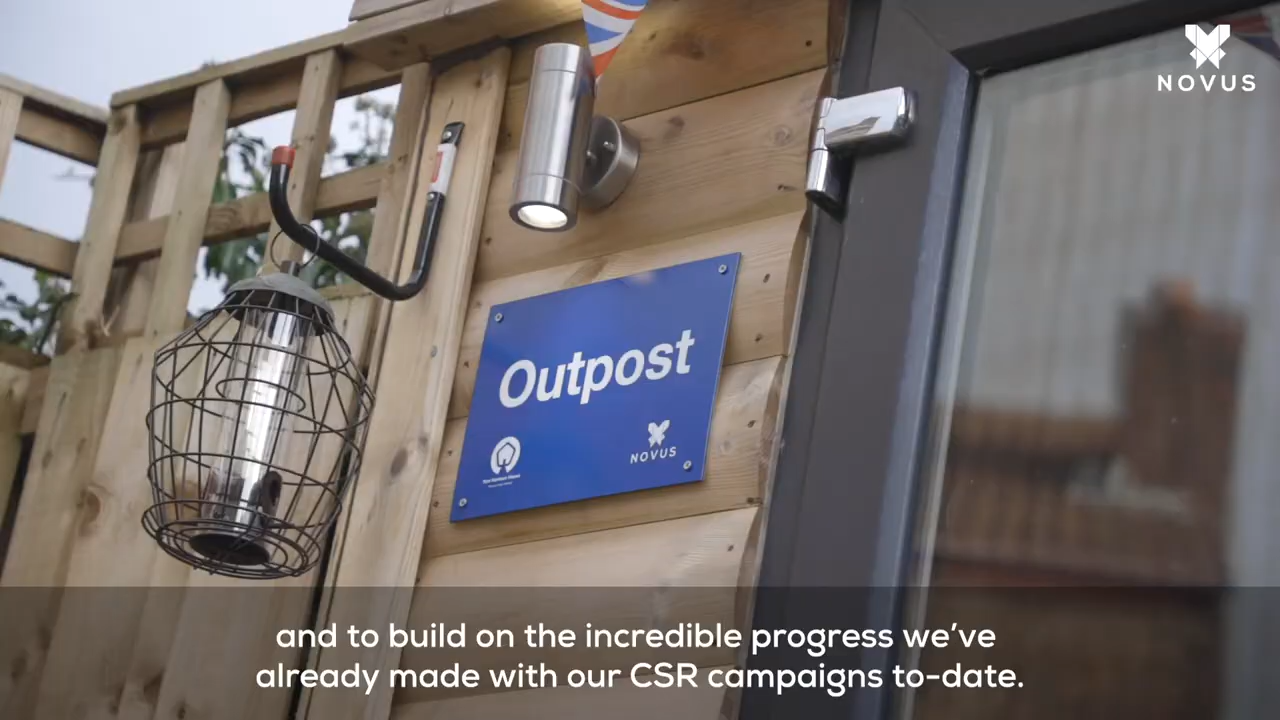 NOVUS
Outpost
NOVUS
and to build on the incredible progress we've
already made with our CSR campaigns to-date.